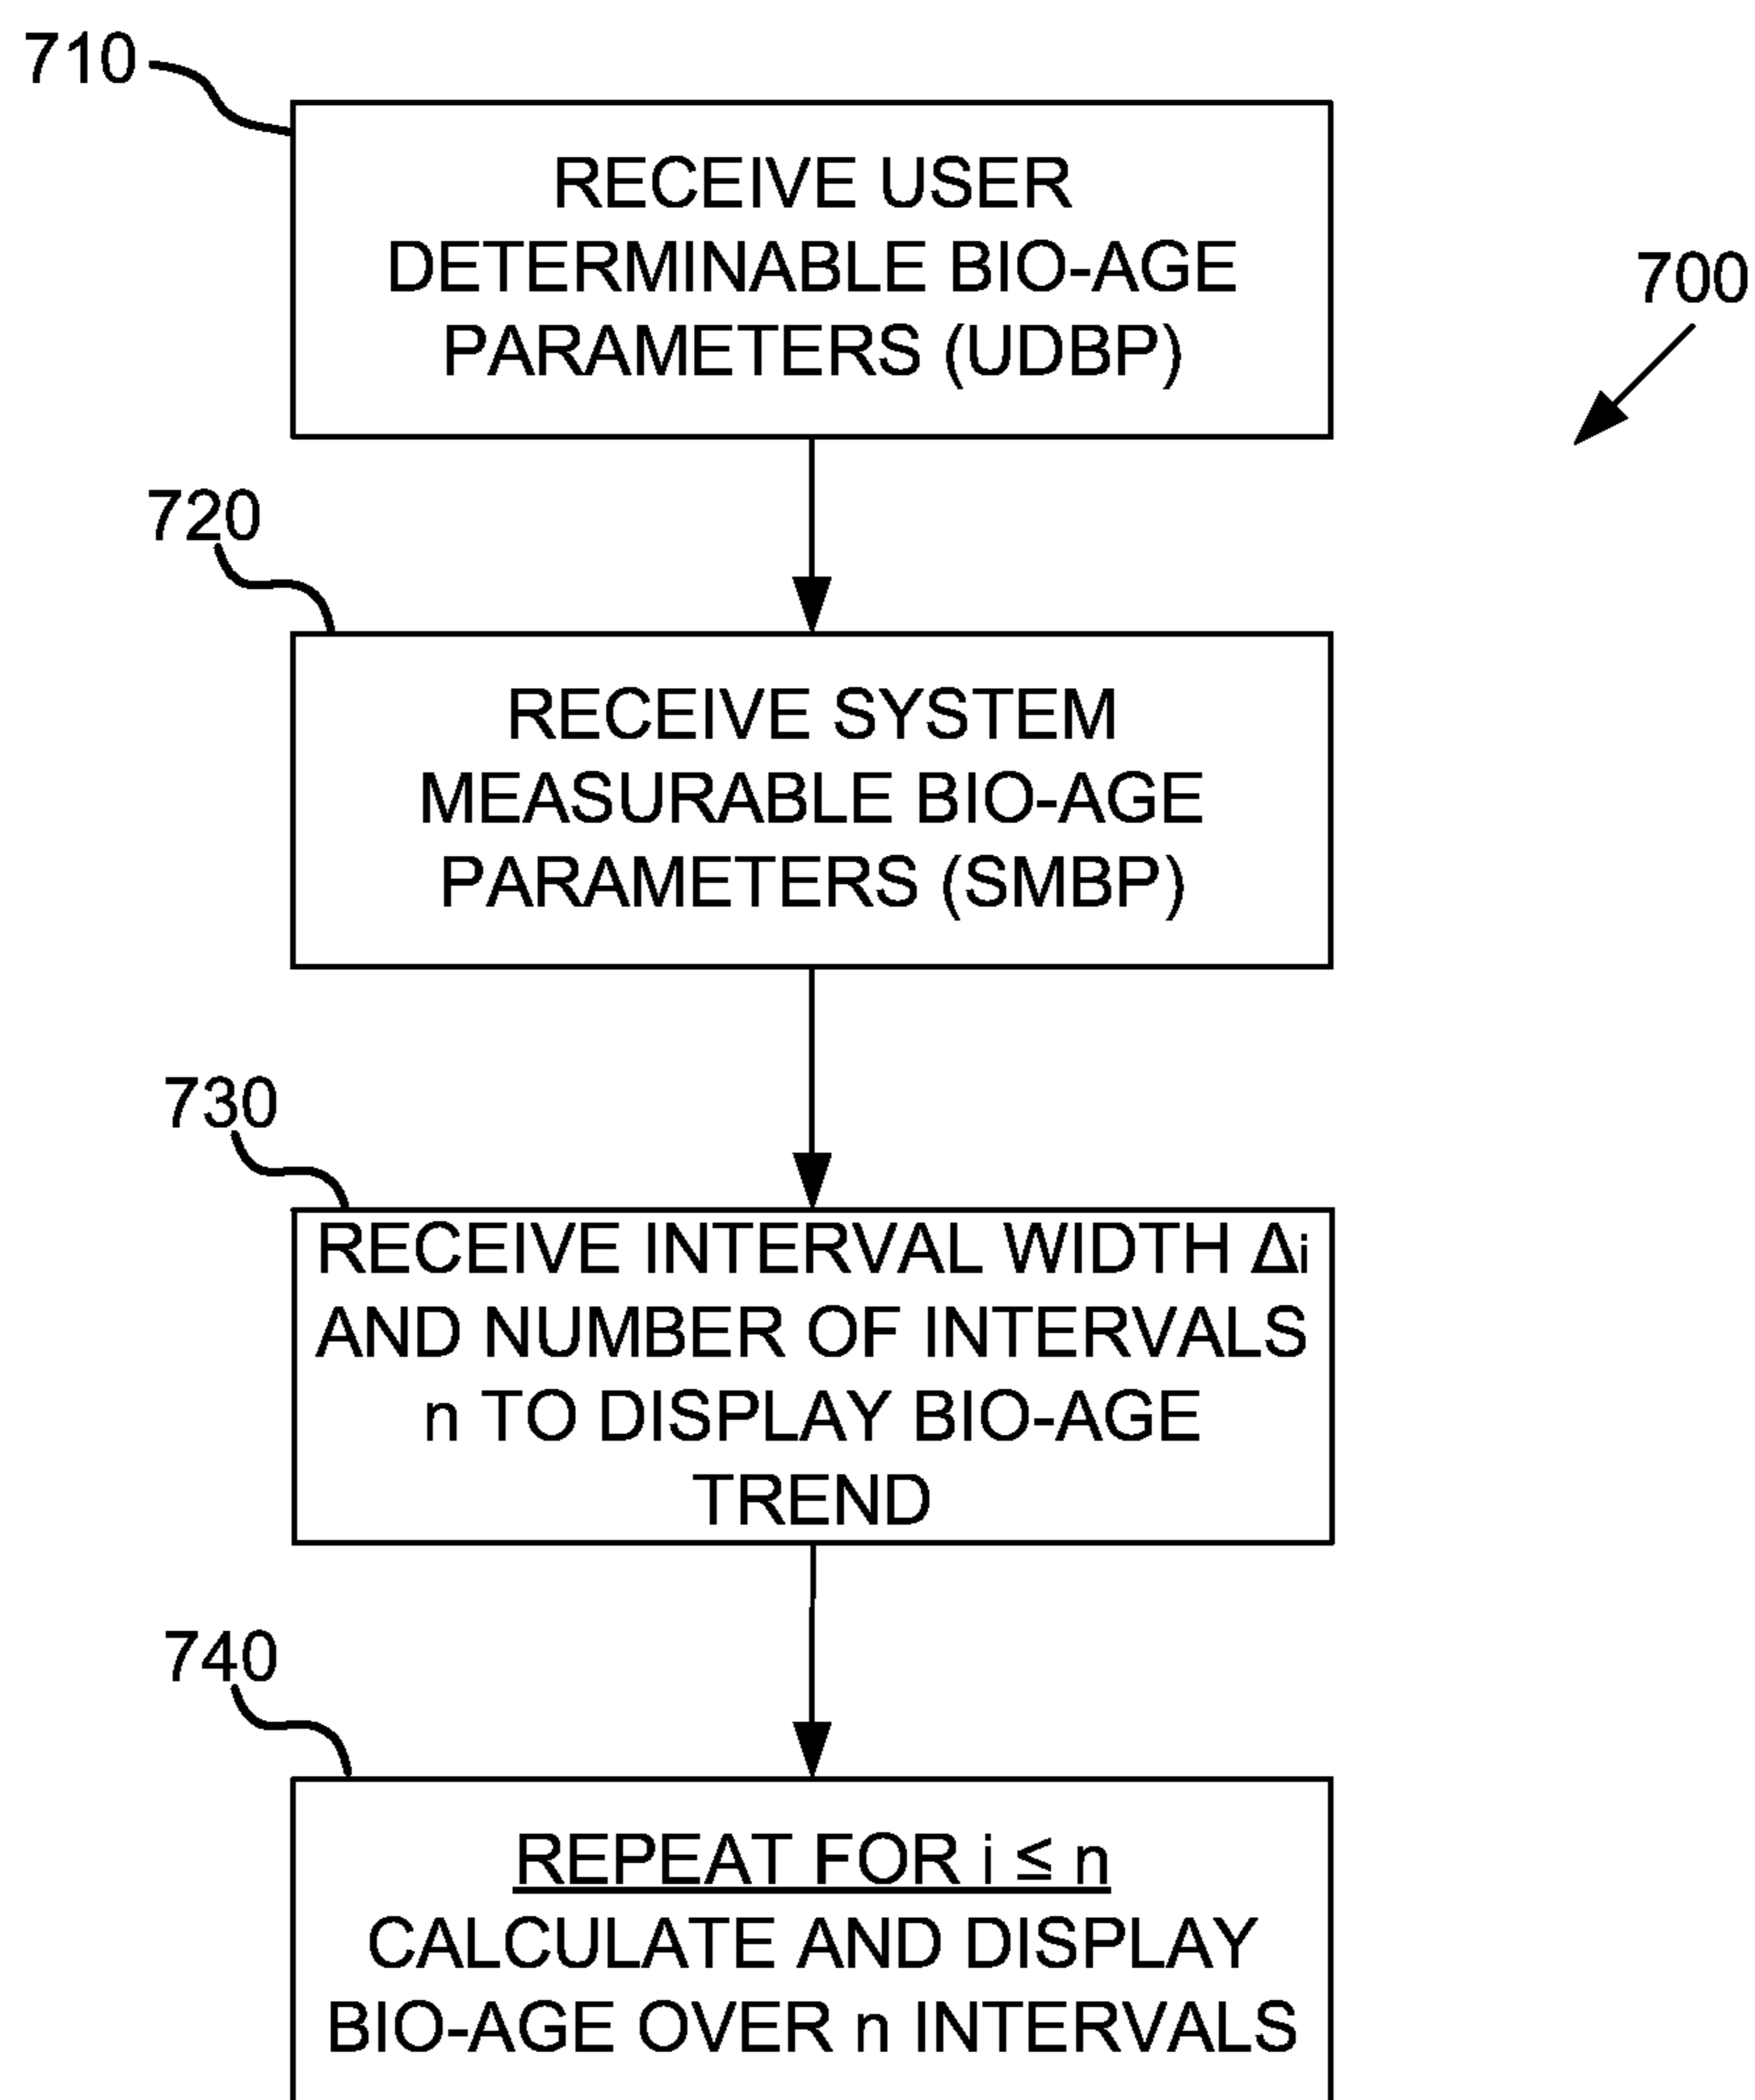 710
RECEIVE USER
DETERMINABLE BIO-AGE
PARAMETERS (UDBP)
700
720
RECEIVE SYSTEM
MEASURABLE BIO-AGE
PARAMETERS (SMBP)
730
RECEIVE INTERVAL WIDTH Δi
AND NUMBER OF INTERVALS
n TO DISPLAY BIO-AGE
TREND
740
REPEAT FOR i ≤ n
CALCULATE AND DISPLAY
BIO-AGE OVER n INTERVALS